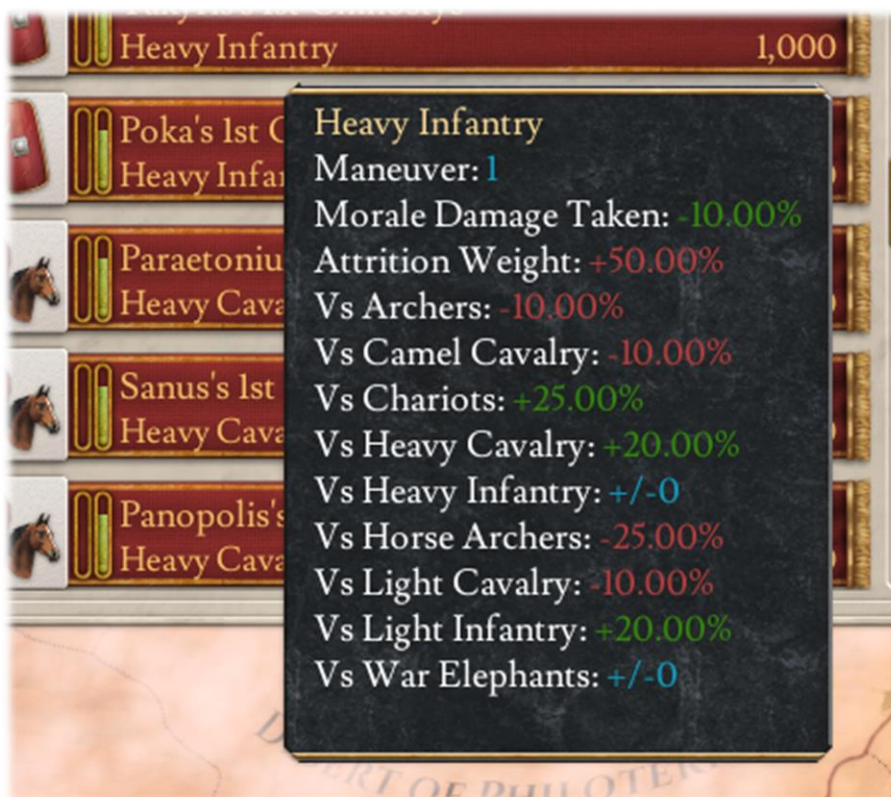 Heavy Infantry
1,000
Poka's 1st
Heavy
Paraetoniu
Heavy Cava
Sanus's 1st
Heavy Cava
Panopolis's
Heavy Cava
Heavy Infantry
Maneuver: 1
Morale Damage Taken: -10.00%
Attrition Weight: +50.00%
Vs Archers: -10.00%
Vs Camel Cavalry: -10.00%
Vs Chariots: +25.00%
Vs Heavy Cavalry: +20.00%
Vs Heavy Infantry: +/-0
Vs Horse Archers: -25.00%
Vs Light Cavalry: -10.00%
Vs Light Infantry: +20.00%
Vs War Elephants: +/-0
OF